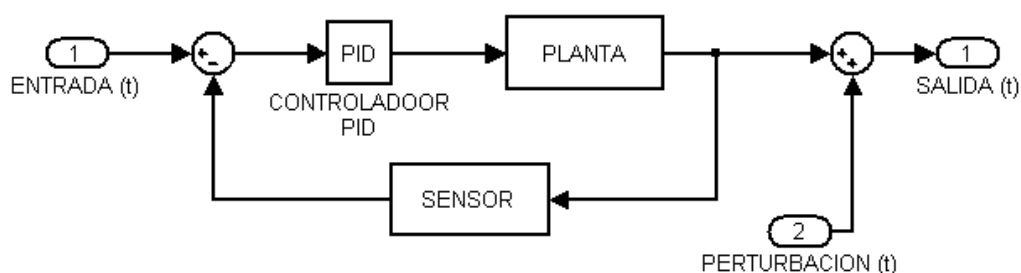 1
ENTRADA (t)
+
−
PID
CONTROLADOOR
PID
PLANTA
+
+
1
SALIDA (t)
SENSOR
2
PERTURBACION (t)